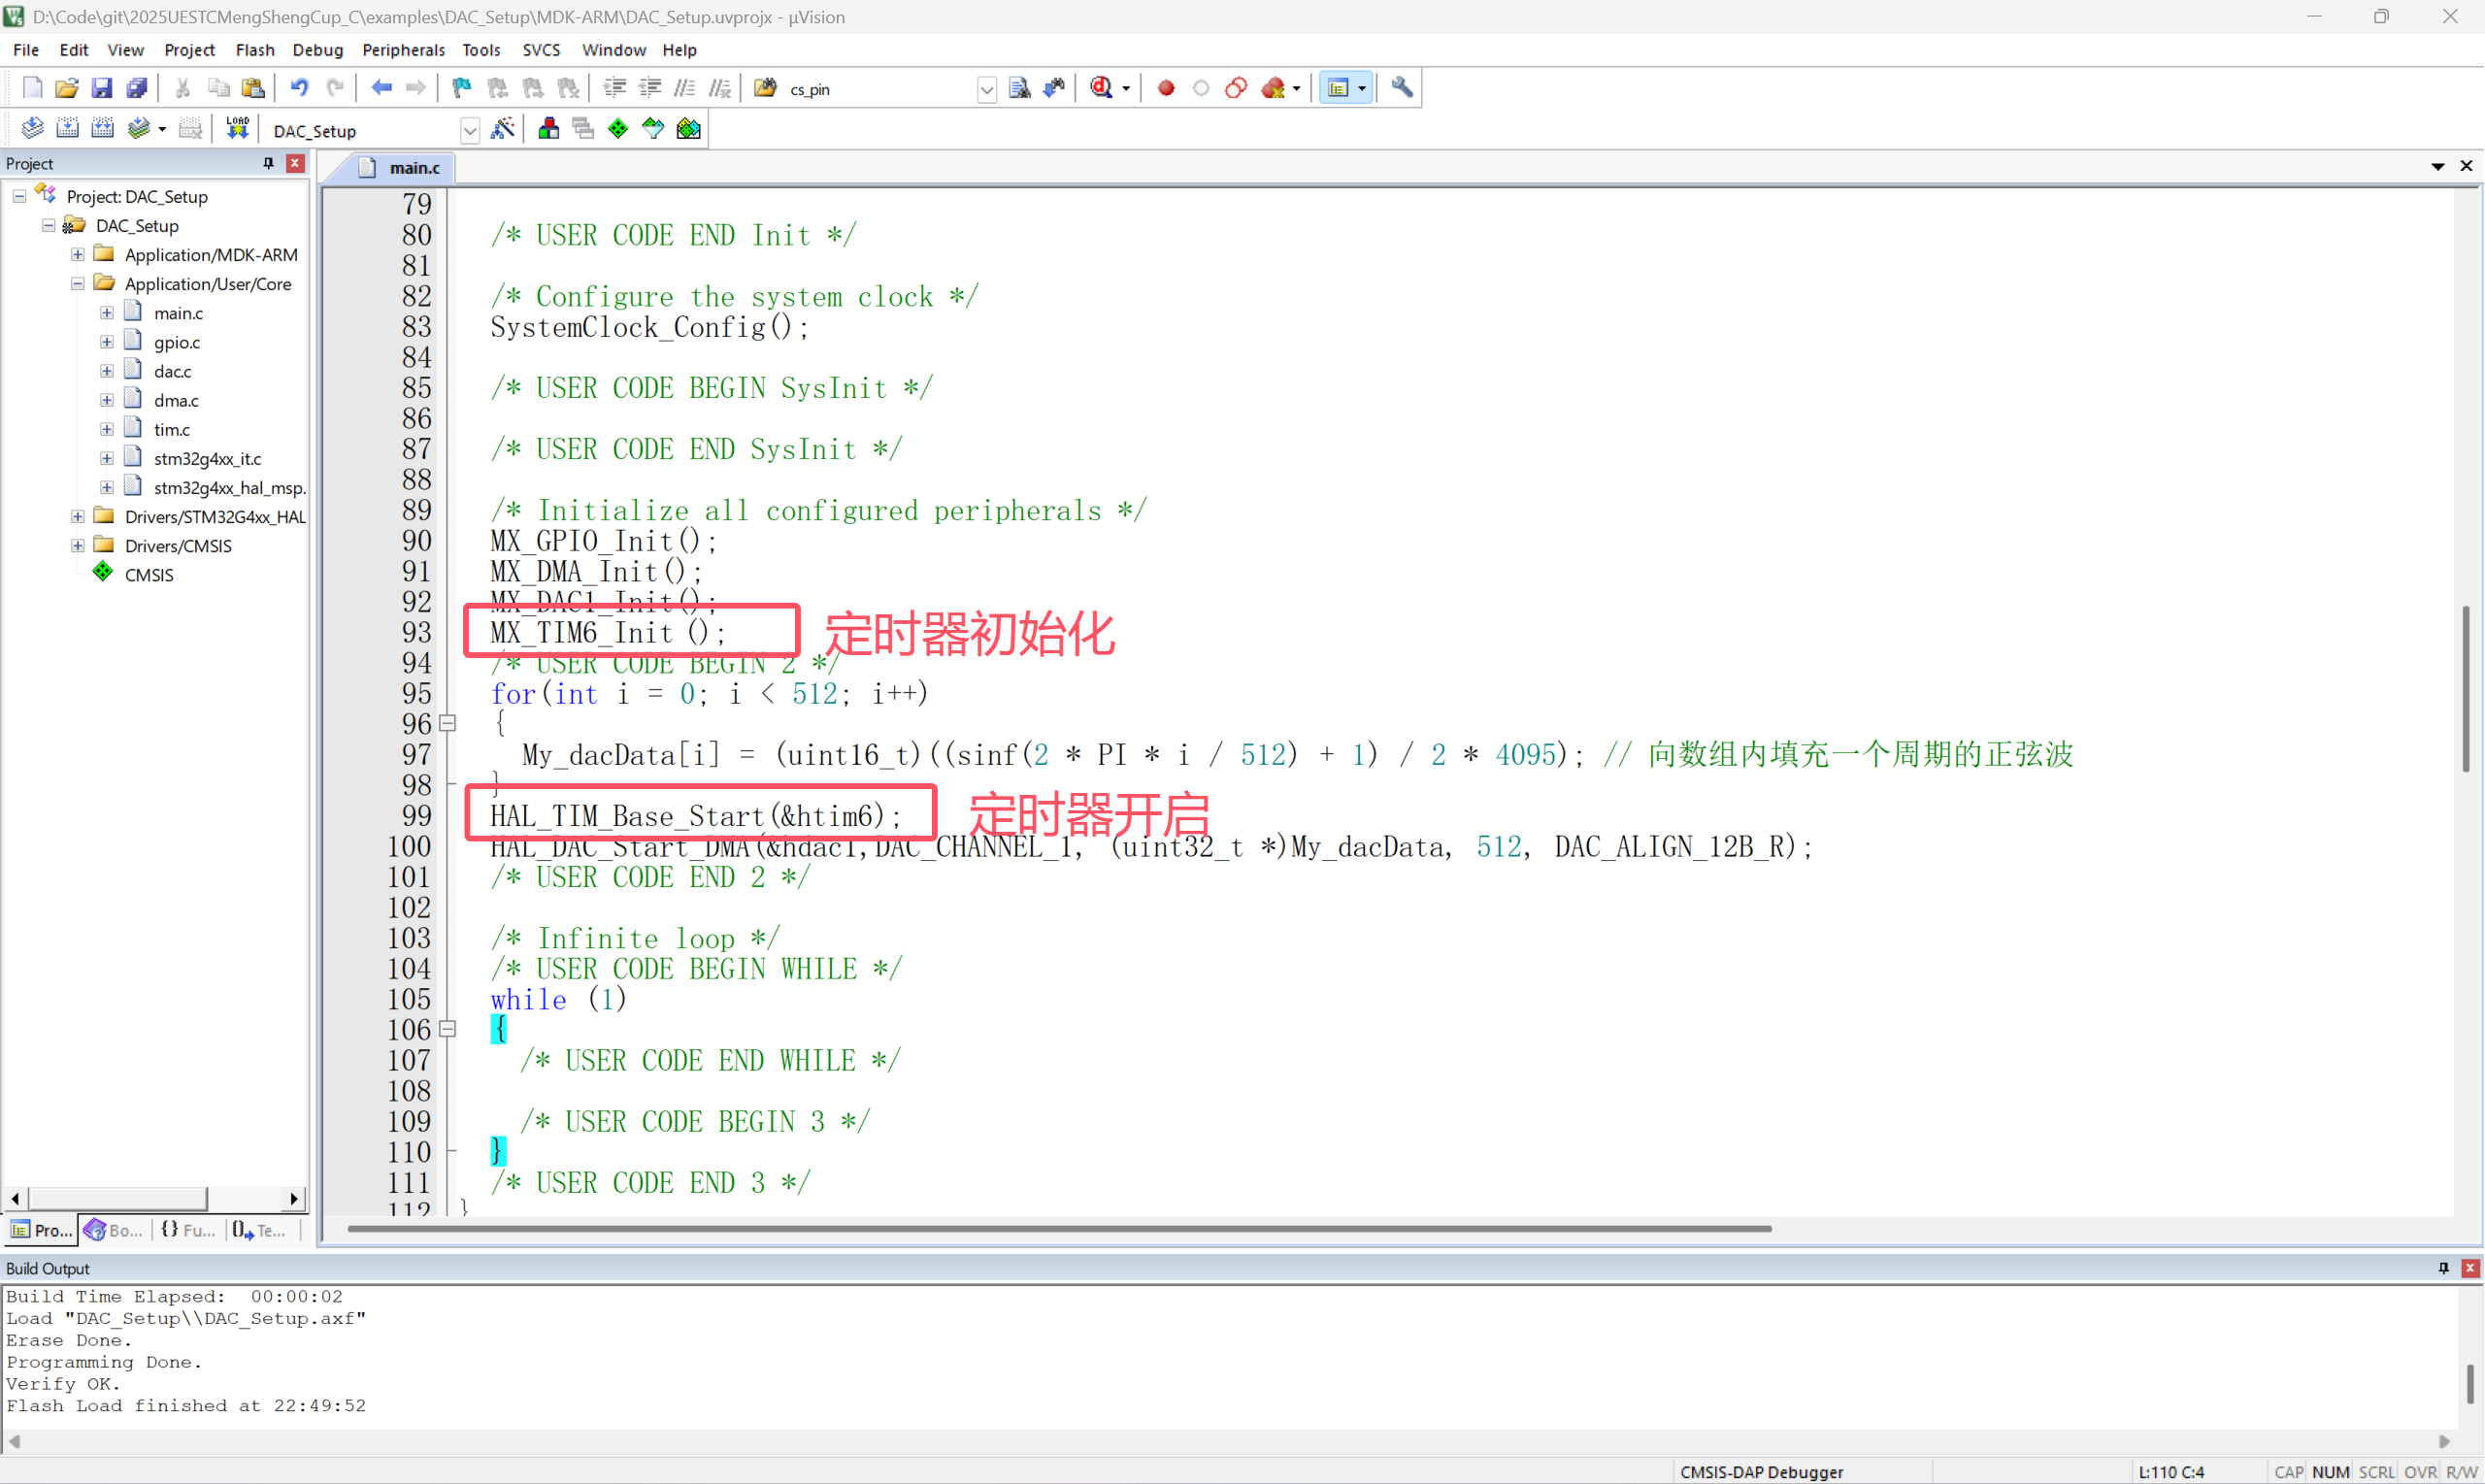 D:\Code\git\2025UESTCMengShengCup_C\examples\DAC_Setup\MDK-ARM\DAC_Setup.uvprojx - µVision
File Edit View Project Flash Debug Peripherals Tools SVCS Window Help
cs_pin
LOAD DAC_Setup
Project
main.c
Project: DAC_Setup
DAC_Setup
Application/MDK-ARM
Application/User/Core
main.c
gpio.c
dac.c
dma.c
tim.c
stm32g4xx_it.c
stm32g4xx_hal_msp.
Drivers/STM32G4xx_HAL
Drivers/CMSIS
CMSIS
Pro... Bo... {} Fu... Te...
79
80 /* USER CODE END Init */
81
82 /* Configure the system clock */
83 SystemClock_Config();
84
85 /* USER CODE BEGIN SysInit */
86
87 /* USER CODE END SysInit */
88
89 /* Initialize all configured peripherals */
90 MX_GPIO_Init();
91 MX_DMA_Init();
92 MX_DAC1_Init();
93 MX_TIM6_Init (); 定时器初始化
94 /* USER CODE BEGIN 2 */
95 for(int i = 0; i < 512; i++)
96 {
97 My_dacData[i] = (uint16_t)((sinf(2 * PI * i / 512) + 1) / 2 * 4095); // 向数组内填充一个周期的正弦波
98 }
99 HAL_TIM_Base_Start(&htim6); 定时器开启
100 HAL_DAC_Start_DMA(&hdac1,DAC_CHANNEL_1, (uint32_t *)My_dacData, 512, DAC_ALIGN_12B_R);
101 /* USER CODE END 2 */
102
103 /* Infinite loop */
104 /* USER CODE BEGIN WHILE */
105 while (1)
106 {
107 /* USER CODE END WHILE */
108
109 /* USER CODE BEGIN 3 */
110 }
111 /* USER CODE END 3 */
112 }
Build Output
Build Time Elapsed:  00:00:02
Load "DAC_Setup\\DAC_Setup.axf"
Erase Done.
Programming Done.
Verify OK.
Flash Load finished at 22:49:52
CMSIS-DAP Debugger L:110 C:4 CAP NUM SCRL OVR R/W